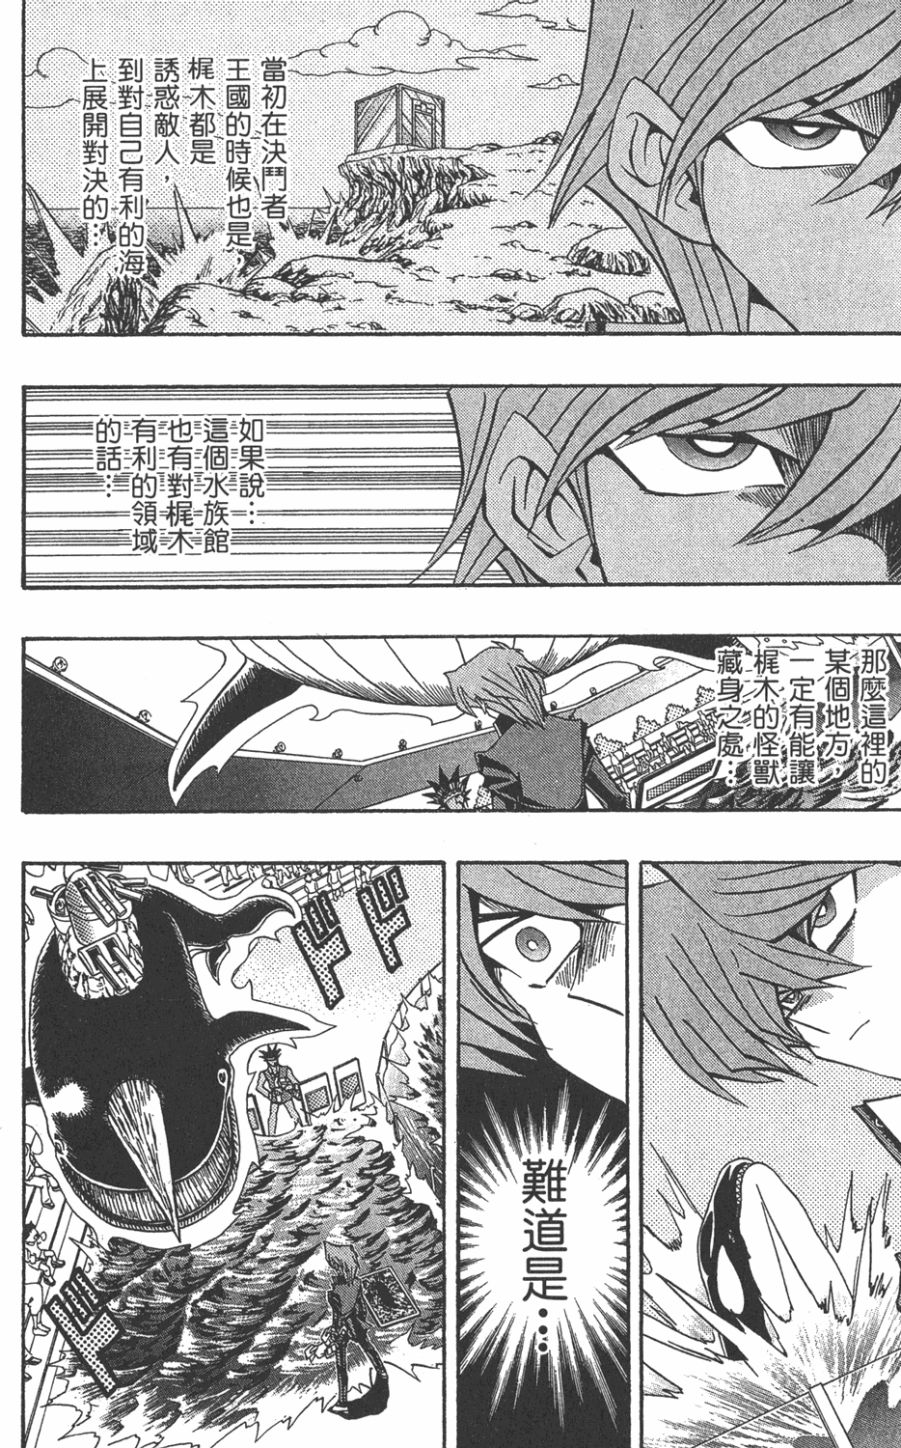 當初在決鬥者
王國的時候也是，
梶木都是
誘惑敵人，
到對自己有利的海
上展開對決的…
如果說…
這個水族館
也有對梶木
有利的領域
的話…
那麼這裡的
某個地方，
一定有能讓
梶木的怪獸
藏身之處…
難道是…
ドドド